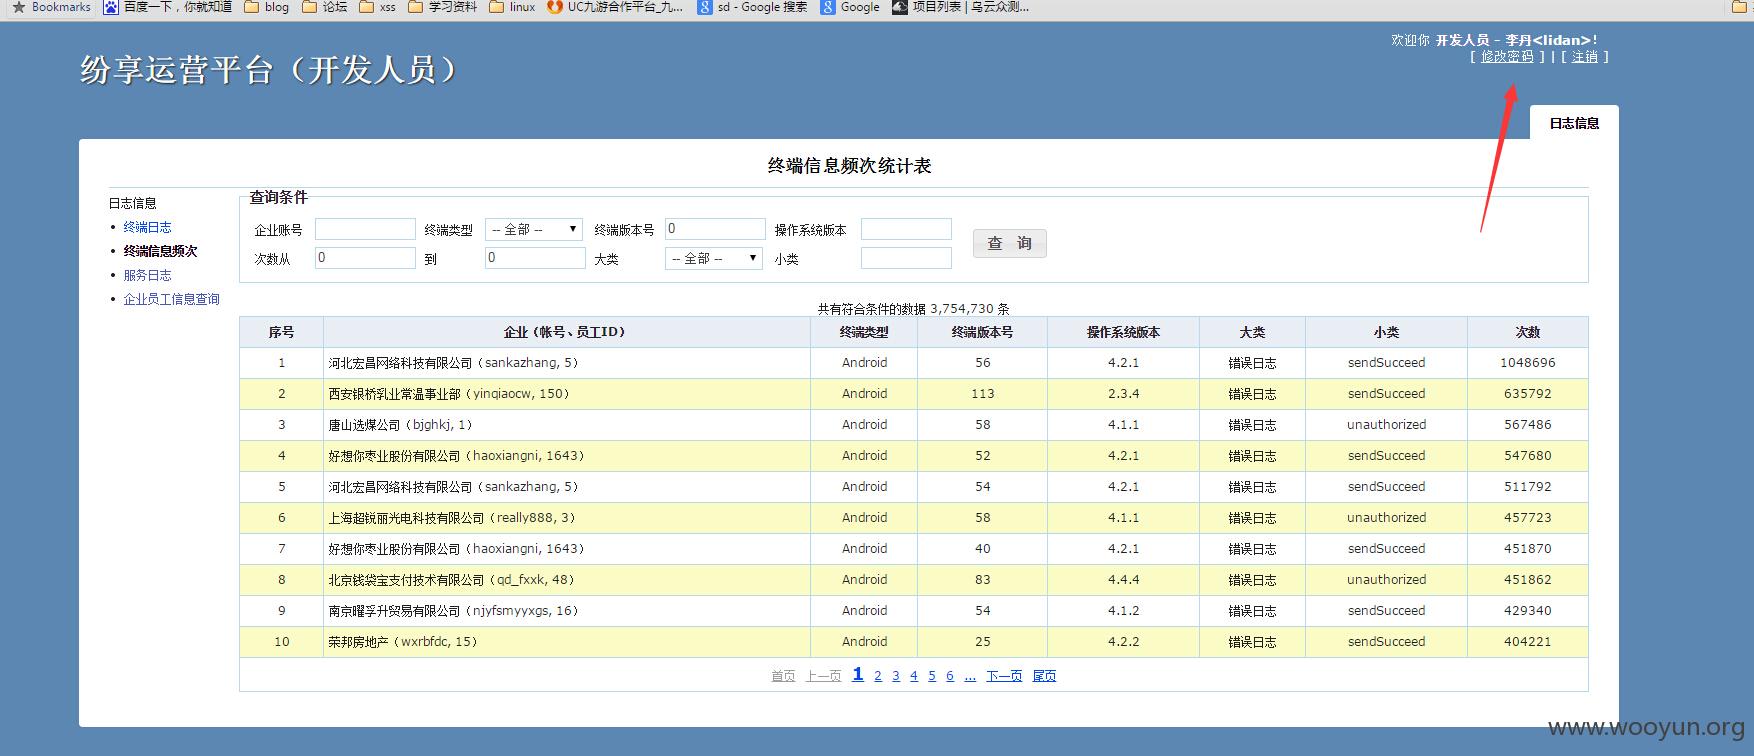 Bookmarks 百度一下，你就知道 blog 论坛 xss 学习资料 linux UC九游合作平台_九... sd - Google 搜索 Google 项目列表 | 乌云众测...
欢迎你 开发人员 - 李丹<lidan>!
[ 修改密码 ] | [ 注销 ]
纷享运营平台（开发人员）
日志信息
终端信息频次统计表
日志信息
终端日志
终端信息频次
服务日志
企业员工信息查询
查询条件
企业账号 终端类型 -- 全部 -- 终端版本号 0 操作系统版本
次数从 0 到 0 大类 -- 全部 -- 小类
查 询
共有符合条件的数据 3,754,730 条
序号 企业（帐号、员工ID） 终端类型 终端版本号 操作系统版本 大类 小类 次数
1 河北宏昌网络科技有限公司（sankazhang, 5） Android 56 4.2.1 错误日志 sendSucceed 1048696
2 西安银桥乳业常温事业部（yinqiaocw, 150） Android 113 2.3.4 错误日志 sendSucceed 635792
3 唐山选煤公司（bjghkj, 1） Android 58 4.1.1 错误日志 unauthorized 567486
4 好想你枣业股份有限公司（haoxiangni, 1643） Android 52 4.2.1 错误日志 sendSucceed 547680
5 河北宏昌网络科技有限公司（sankazhang, 5） Android 54 4.2.1 错误日志 sendSucceed 511792
6 上海超锐丽光电科技有限公司（really888, 3） Android 58 4.1.1 错误日志 unauthorized 457723
7 好想你枣业股份有限公司（haoxiangni, 1643） Android 40 4.2.1 错误日志 sendSucceed 451870
8 北京钱袋宝支付技术有限公司（qd_fxxk, 48） Android 83 4.4.4 错误日志 unauthorized 451862
9 南京曜孚升贸易有限公司（njyfsmyyxgs, 16） Android 54 4.1.2 错误日志 sendSucceed 429340
10 荣邦房地产（wxrbfdc, 15） Android 25 4.2.2 错误日志 sendSucceed 404221
首页 上一页 1 2 3 4 5 6 ... 下一页 尾页
www.wooyun.org